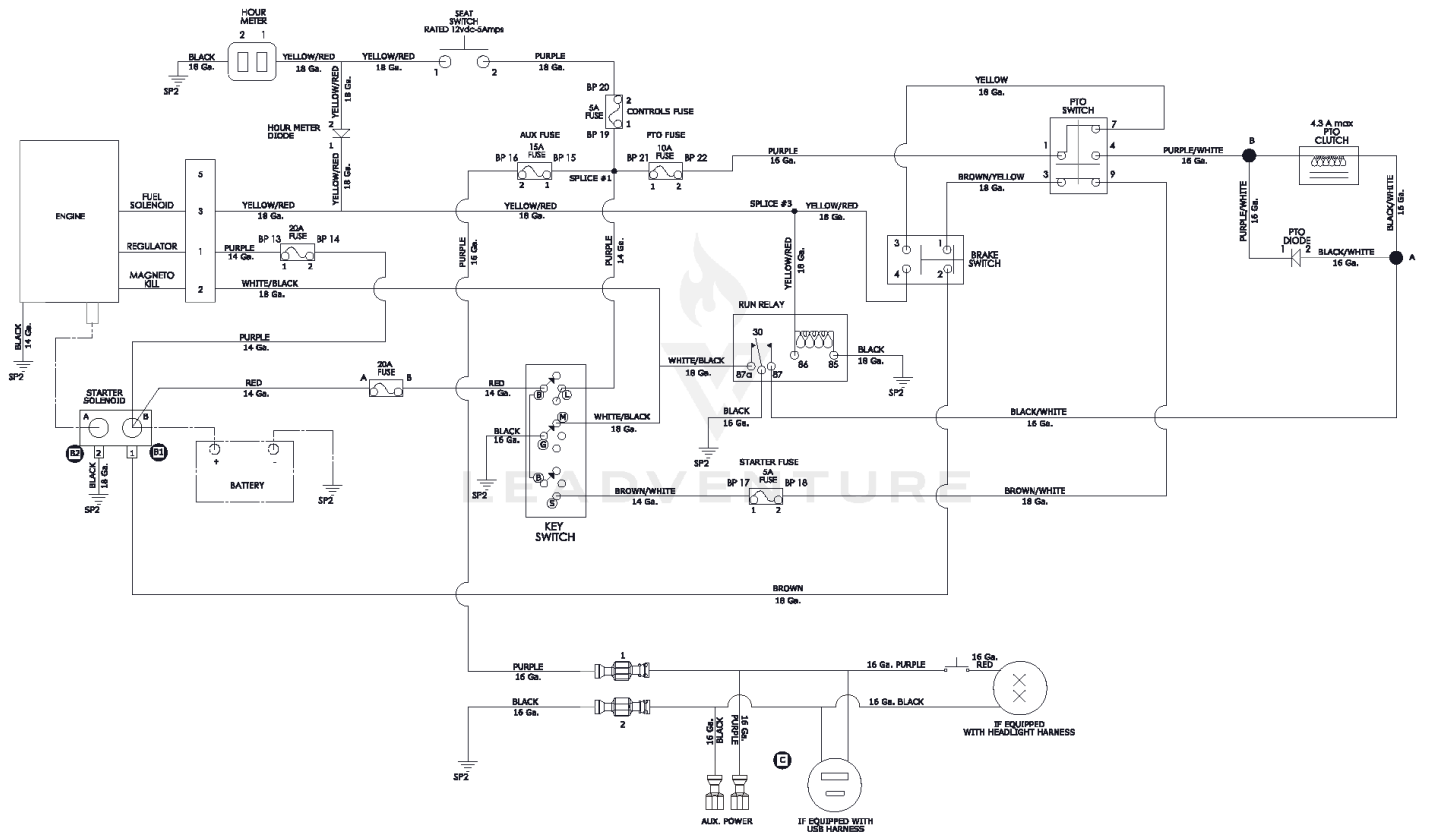 HOUR
METER
2 1
SEAT
SWITCH
RATED 12vdc-5Amps
BLACK
18 Ga.
SP2
YELLOW/RED
18 Ga.
YELLOW/RED
18 Ga.
1
2
PURPLE
18 Ga.
YELLOW/RED
18 Ga.
HOUR METER
DIODE
2
1
YELLOW/RED
18 Ga.
BP 20
5A
FUSE
2
1
CONTROLS FUSE
BP 19
AUX FUSE
15A
FUSE
BP 16
BP 15
2 1
SPLICE #1
PTO FUSE
10A
FUSE
BP 21
BP 22
1 2
PURPLE
16 Ga.
YELLOW
18 Ga.
PTO
SWITCH
7
1
4
3
9
BROWN/YELLOW
18 Ga.
PURPLE/WHITE
16 Ga.
B
4.3 A max
PTO
CLUTCH
PURPLE/WHITE
16 Ga.
BLACK/WHITE
16 Ga.
PTO
DIODE
1 2
BLACK/WHITE
16 Ga.
A
ENGINE
FUEL
SOLENOID
REGULATOR
MAGNETO
KILL
5
3
1
2
YELLOW/RED
18 Ga.
YELLOW/RED
18 Ga.
SPLICE #3
YELLOW/RED
18 Ga.
PURPLE
14 Ga.
BP 13
20A
FUSE
BP 14
1 2
PURPLE
16 Ga.
PURPLE
14 Ga.
YELLOW/RED
18 Ga.
3
1
4
2
BRAKE
SWITCH
WHITE/BLACK
18 Ga.
BLACK
14 Ga.
SP2
PURPLE
14 Ga.
RUN RELAY
30
87a
87
86
85
BLACK
18 Ga.
SP2
WHITE/BLACK
18 Ga.
RED
14 Ga.
A
20A
FUSE
B
RED
14 Ga.
STARTER
SOLENOID
A
B
B2
2
1
B1
BLACK
18 Ga.
SP2
+
-
BATTERY
SP2
B
L
M
G
B
S
KEY
SWITCH
BLACK
16 Ga.
SP2
WHITE/BLACK
18 Ga.
BLACK
16 Ga.
SP2
BLACK/WHITE
16 Ga.
LEADVENTURE
BROWN/WHITE
14 Ga.
STARTER FUSE
5A
FUSE
BP 17
BP 18
1 2
BROWN/WHITE
18 Ga.
BROWN
18 Ga.
PURPLE
16 Ga.
1
16 Ga. PURPLE
16 Ga.
RED
BLACK
16 Ga.
2
16 Ga. BLACK
IF EQUIPPED
WITH HEADLIGHT HARNESS
SP2
16 Ga.
BLACK
16 Ga.
PURPLE
C
AUX. POWER
IF EQUIPPED WITH
USB HARNESS